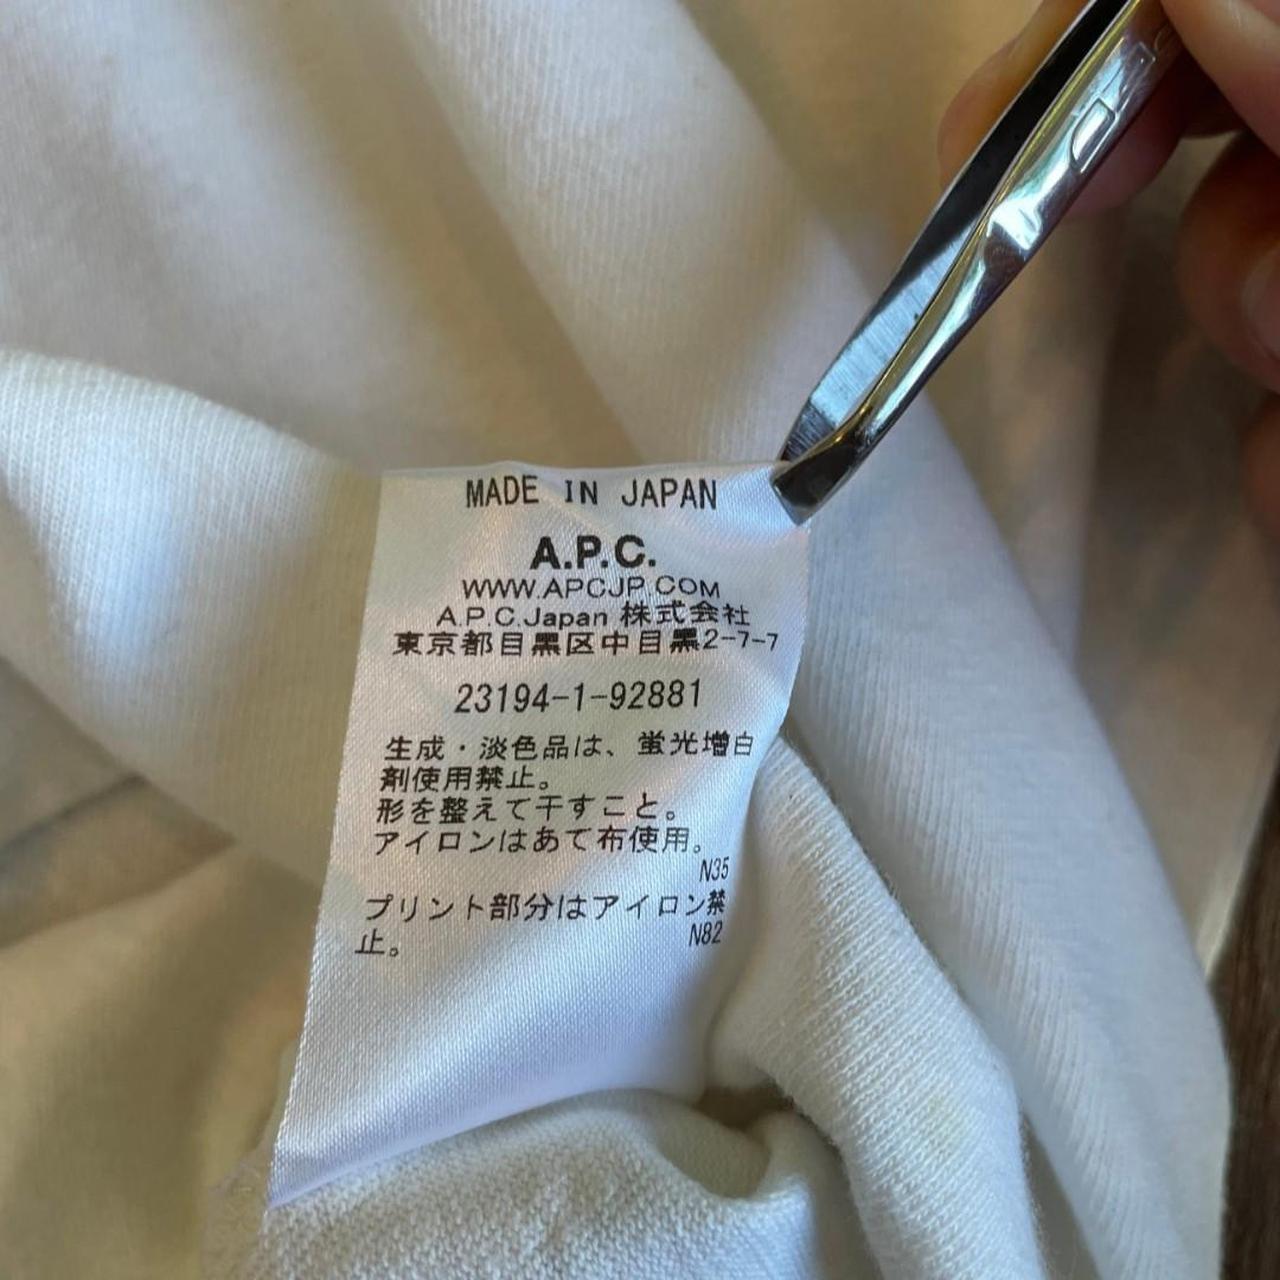 MADE IN JAPAN
A.P.C.
WWW.APCJP.COM
A.P.C.Japan 株式会社
東京都目黒区中目黒2-7-7
23194-1-92881
生成・淡色品は、蛍光増白
剤使用禁止。
形を整えて干すこと。
アイロンはあて布使用。
N35
プリント部分はアイロン禁
止。
N82